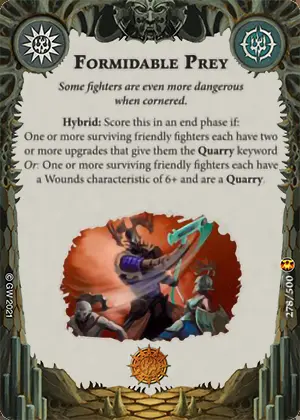 FORMIDABLE PREY
Some fighters are even more dangerous
when cornered.
Hybrid: Score this in an end phase if:
One or more surviving friendly fighters each have two
or more upgrades that give them the Quarry keyword
Or: One or more surviving friendly fighters each have
a Wounds characteristic of 6+ and are a Quarry.
© GW 2021
278/500